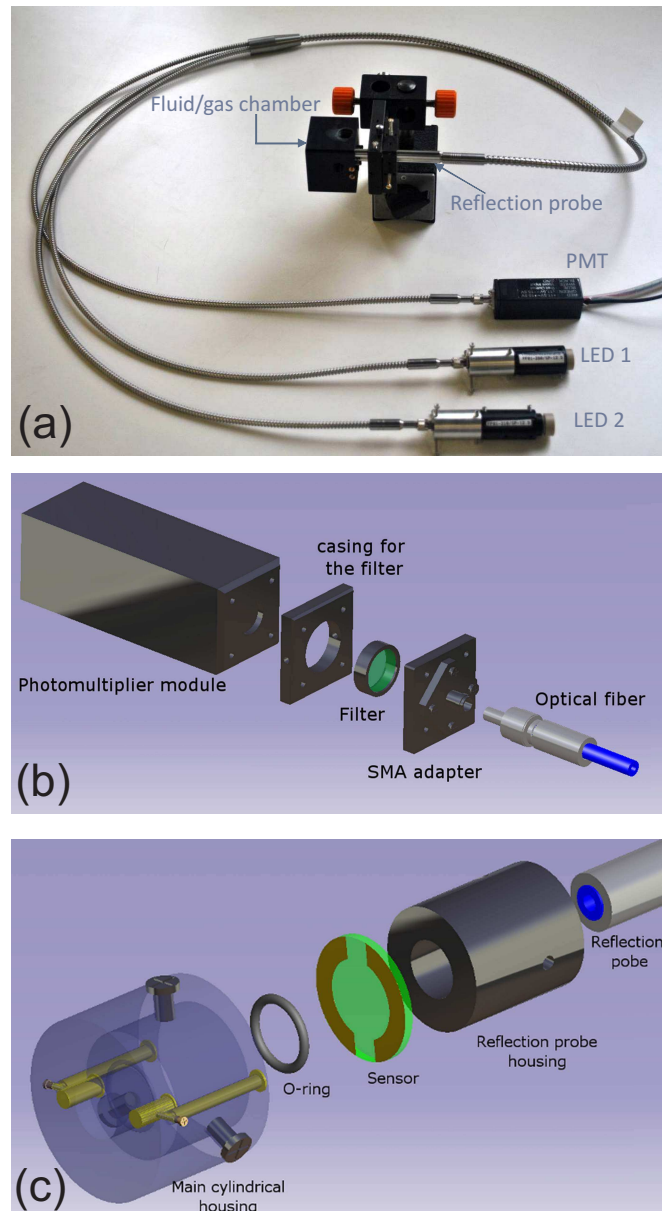 Fluid/gas chamber
Reflection probe
PMT
LED 1
LED 2
(a)
casing for
the filter
Photomultiplier module
Filter
Optical fiber
SMA adapter
(b)
Reflection
pobe
Reflection probe
housing
O-ring
Sensor
Main cylindrical
housing
(c)